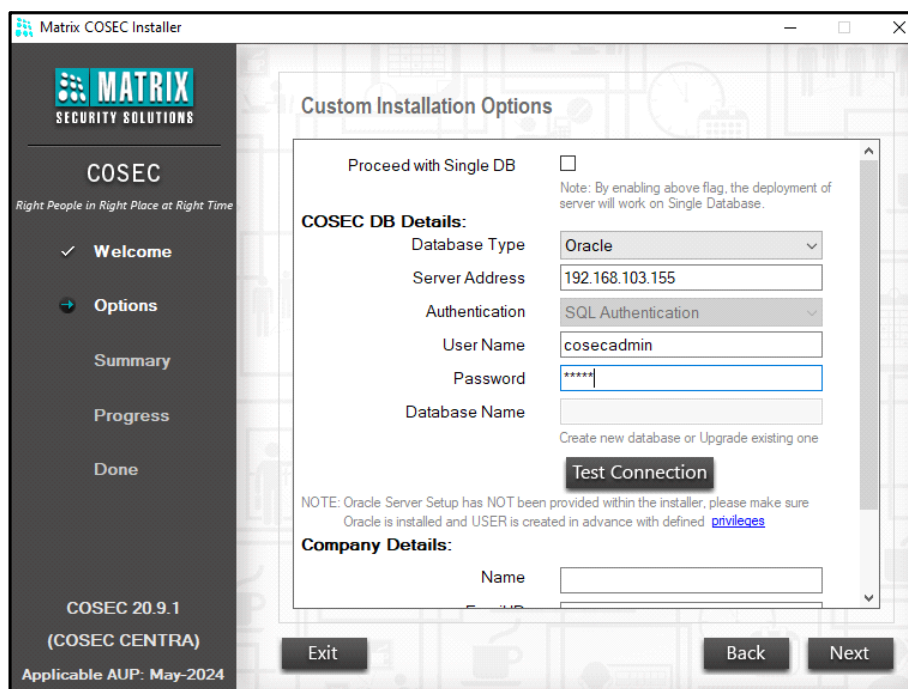 Matrix COSEC Installer
MATRIX
SECURITY SOLUTIONS
COSEC
Right People in Right Place at Right Time
Welcome
Options
Summary
Progress
Done
COSEC 20.9.1
(COSEC CENTRA)
Applicable AUP: May-2024
Custom Installation Options
Proceed with Single DB
Note: By enabling above flag, the deployment of
server will work on Single Database.
COSEC DB Details:
Database Type Oracle
Server Address 192.168.103.155
Authentication SQL Authentication
User Name cosecadmin
Password *****
Database Name
Create new database or Upgrade existing one
Test Connection
NOTE: Oracle Server Setup has NOT been provided within the installer, please make sure
Oracle is installed and USER is created in advance with defined privileges
Company Details:
Name
Exit Back Next